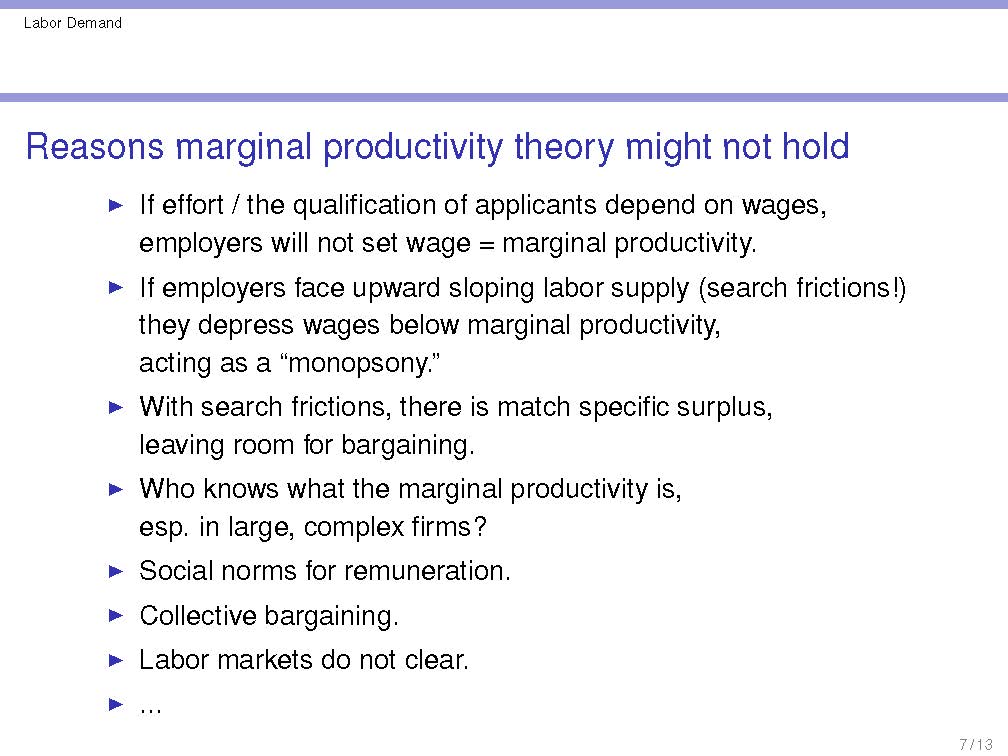 Labor Demand
Reasons marginal productivity theory might not hold
If effort / the qualification of applicants depend on wages,
employers will not set wage = marginal productivity.
If employers face upward sloping labor supply (search frictions!)
they depress wages below marginal productivity,
acting as a “monopsony.”
With search frictions, there is match specific surplus,
leaving room for bargaining.
Who knows what the marginal productivity is,
esp. in large, complex firms?
Social norms for remuneration.
Collective bargaining.
Labor markets do not clear.
...
7 / 13